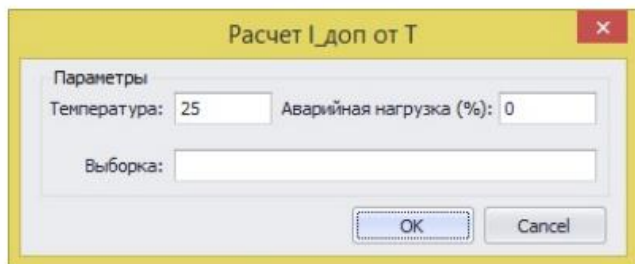 Расчет I_доп от T
Параметры
Температура: 25 Аварийная нагрузка (%): 0
Выборка:
OK Cancel